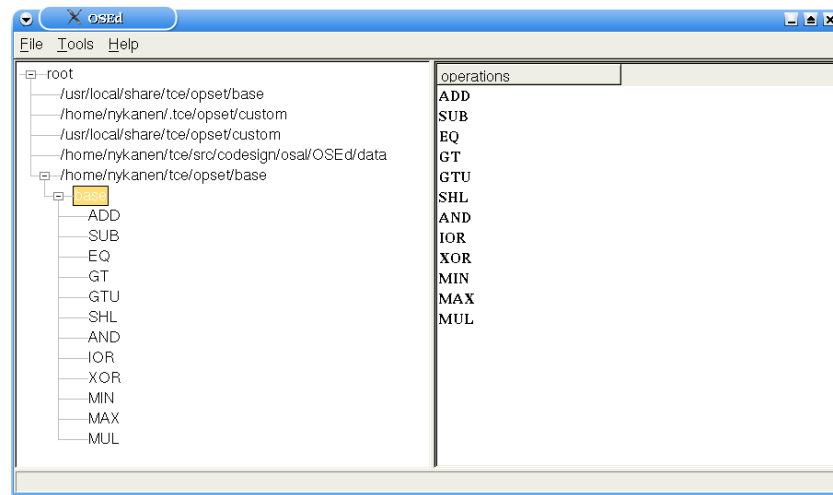 OSEd
File Tools Help
root
/usr/local/share/tce/opset/base
/home/nykanen/.tce/opset/custom
/usr/local/share/tce/opset/custom
/home/nykanen/tce/src/codesign/osal/OSEd/data
/home/nykanen/tce/opset/base
base
ADD
SUB
EQ
GT
GTU
SHL
AND
IOR
XOR
MIN
MAX
MUL
operations
ADD
SUB
EQ
GT
GTU
SHL
AND
IOR
XOR
MIN
MAX
MUL